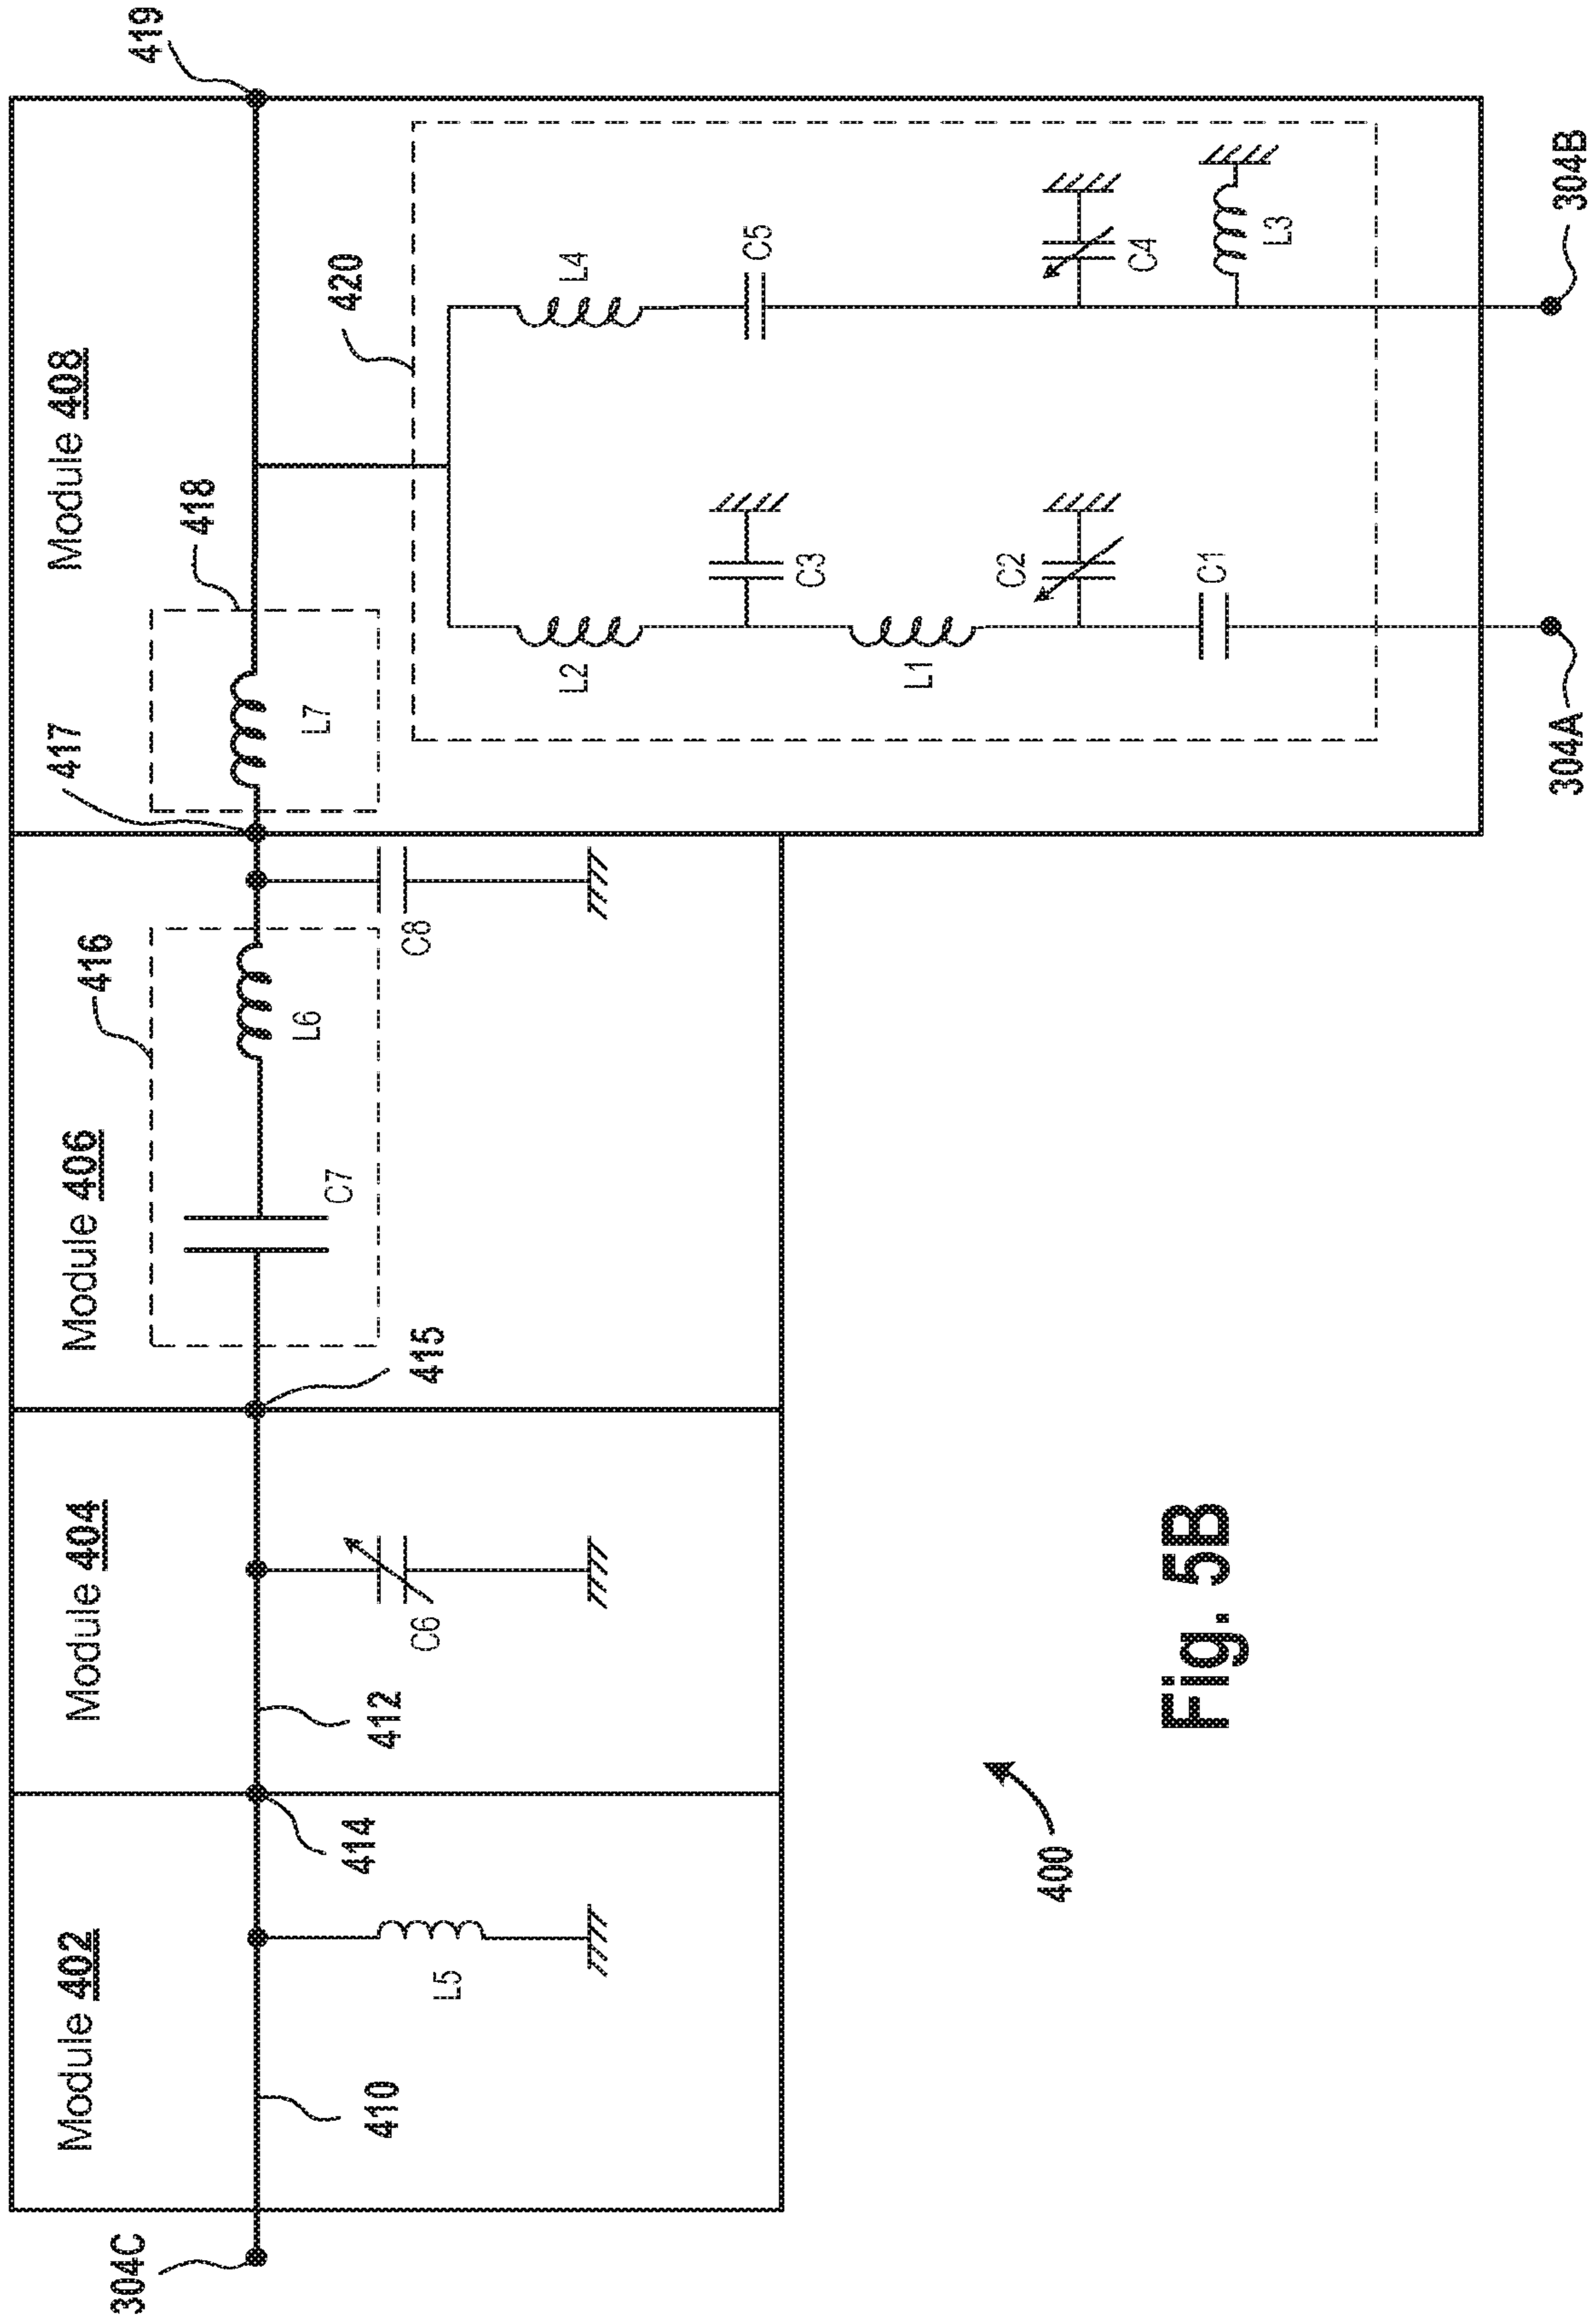 419
Module 408
420
418
417
L7
L4
C5
C4
L3
304B
C3
C2
C1
L2
L1
304A
416
C8
L6
Module 406
C7
415
Module 404
C6
412
414
Module 402
L5
410
304C
400
Fig. 5B